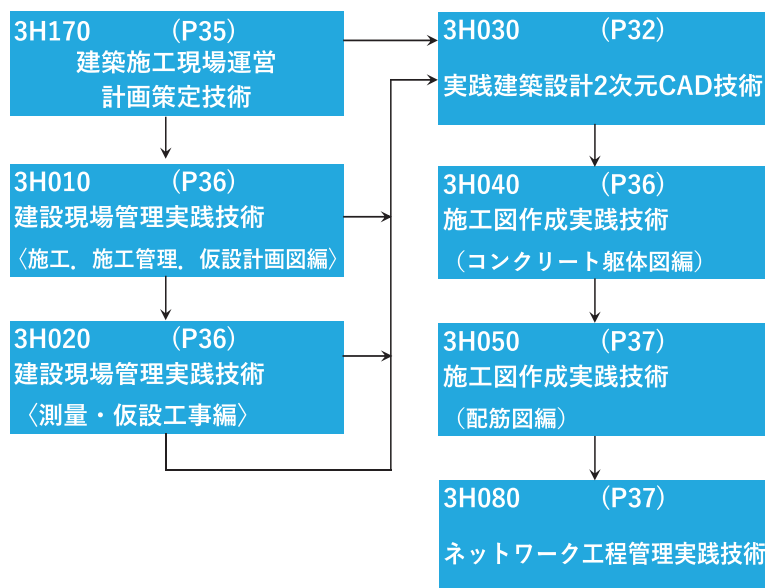 3H170 （P35）
建築施工現場運営
計画策定技術
3H010 （P36）
建設現場管理実践技術
〈施工．施工管理．仮設計画図編〉
3H020 （P36）
建設現場管理実践技術
〈測量・仮設工事編〉
3H030 （P32）
実践建築設計2次元CAD技術
3H040 （P36）
施工図作成実践技術
（コンクリート躯体図編）
3H050 （P37）
施工図作成実践技術
（配筋図編）
3H080 （P37）
ネットワーク工程管理実践技術